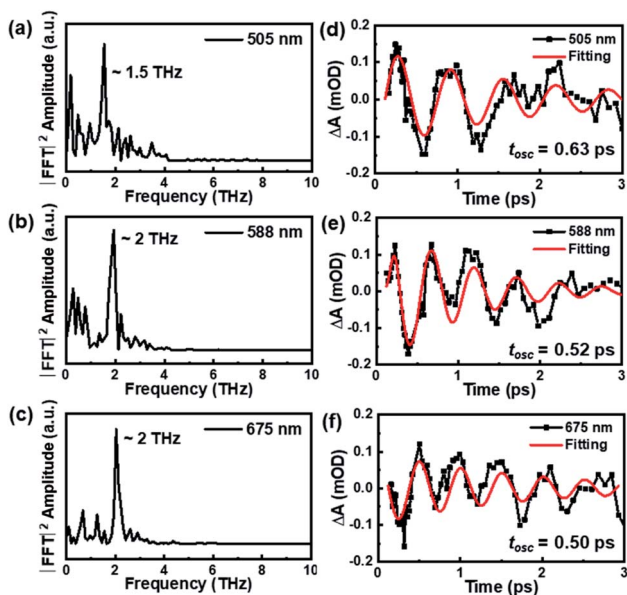 (a)
|FFT|² Amplitude (a.u.)
505 nm
~ 1.5 THz
0 2 4 6 8 10
Frequency (THz)
(d)
ΔA (mOD)
0.2
0.1
0.0
-0.1
-0.2
505 nm
Fitting
tosc = 0.63 ps
0 1 2 3
Time (ps)
(b)
|FFT|² Amplitude (a.u.)
588 nm
~ 2 THz
0 2 4 6 8 10
Frequency (THz)
(e)
ΔA (mOD)
0.2
0.1
0.0
-0.1
-0.2
588 nm
Fitting
tosc = 0.52 ps
0 1 2 3
Time (ps)
(c)
|FFT|² Amplitude (a.u.)
675 nm
~ 2 THz
0 2 4 6 8 10
Frequency (THz)
(f)
ΔA (mOD)
0.2
0.1
0.0
-0.1
-0.2
675 nm
Fitting
tosc = 0.50 ps
0 1 2 3
Time (ps)